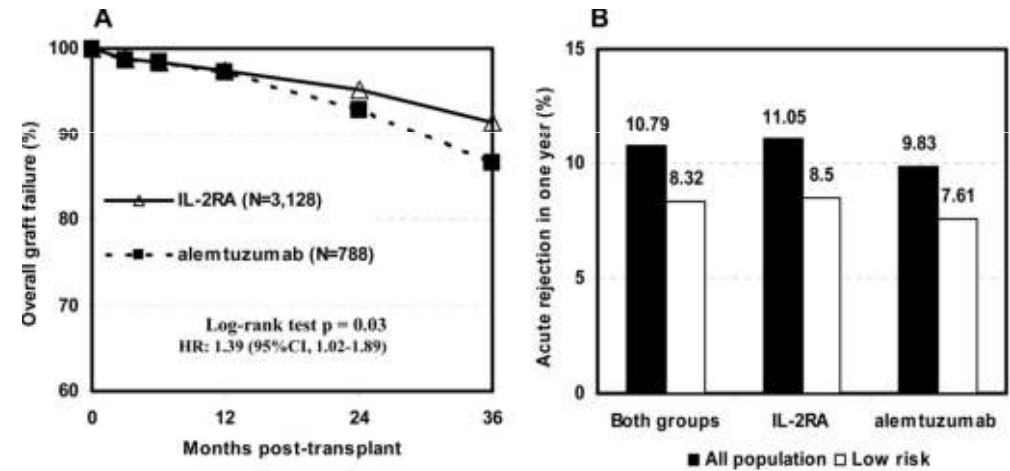 A
Overall graft failure (%)
100
90
80
70
60
IL-2RA (N=3,128)
alemtuzumab (N=788)
Log-rank test p = 0.03
HR: 1.39 (95%CI, 1.02-1.89)
0 12 24 36
Months post-transplant
B
Acute rejection in one year (%)
15
10
5
0
10.79
8.32
11.05
8.5
9.83
7.61
Both groups IL-2RA alemtuzumab
All population Low risk